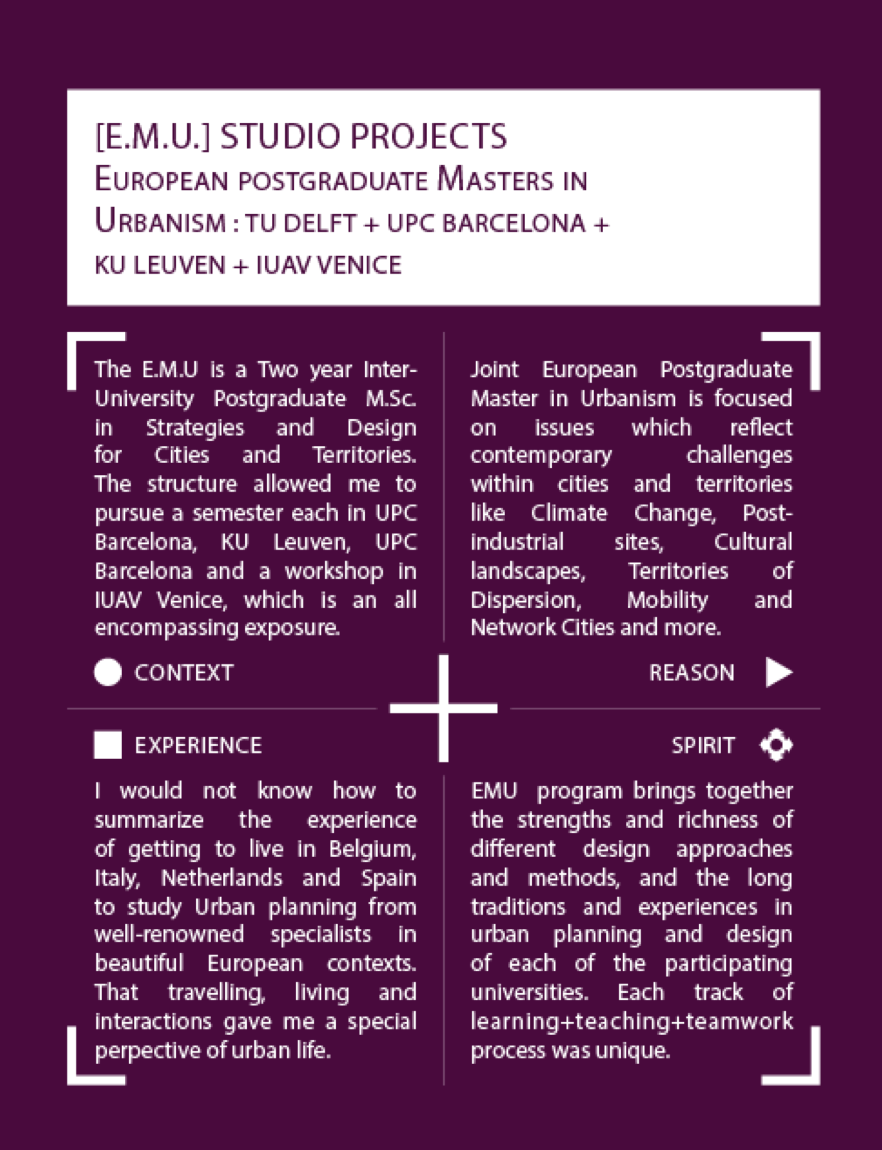 [E.M.U.] STUDIO PROJECTS
European postgraduate Masters in
Urbanism : TU DELFT + UPC BARCELONA +
KU LEUVEN + IUAV VENICE
The E.M.U is a Two year Inter-
University Postgraduate M.Sc.
in Strategies and Design
for Cities and Territories.
The structure allowed me to
pursue a semester each in UPC
Barcelona, KU Leuven, UPC
Barcelona and a workshop in
IUAV Venice, which is an all
encompassing exposure.
CONTEXT
Joint European Postgraduate
Master in Urbanism is focused
on issues which reflect
contemporary challenges
within cities and territories
like Climate Change, Post-
industrial sites, Cultural
landscapes, Territories of
Dispersion, Mobility and
Network Cities and more.
REASON
EXPERIENCE
I would not know how to
summarize the experience
of getting to live in Belgium,
Italy, Netherlands and Spain
to study Urban planning from
well-renowned specialists in
beautiful European contexts.
That travelling, living and
interactions gave me a special
perpective of urban life.
SPIRIT
EMU program brings together
the strengths and richness of
different design approaches
and methods, and the long
traditions and experiences in
urban planning and design
of each of the participating
universities. Each track of
learning+teaching+teamwork
process was unique.